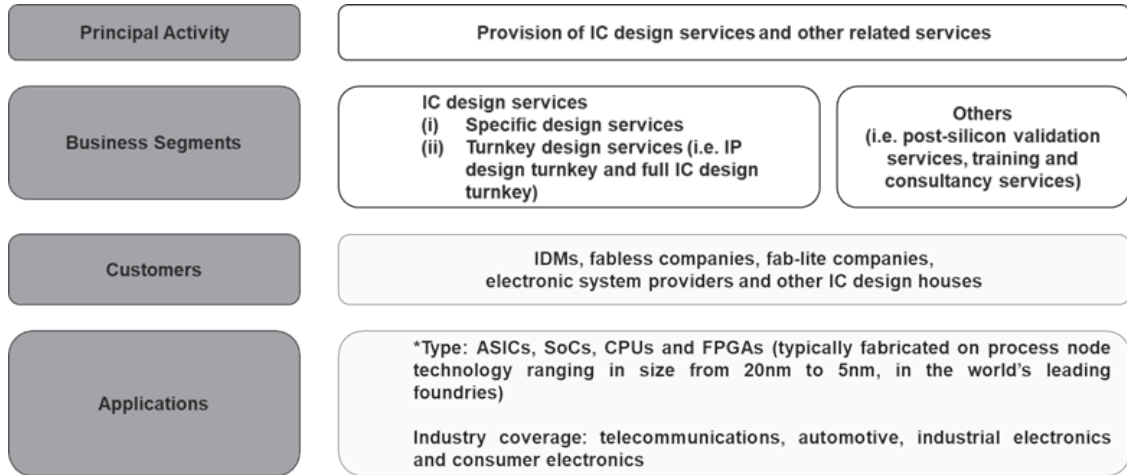 Principal Activity
Provision of IC design services and other related services
Business Segments
IC design services
(i) Specific design services
(ii) Turnkey design services (i.e. IP
design turnkey and full IC design
turnkey)
Others
(i.e. post-silicon validation
services, training and
consultancy services)
Customers
IDMs, fabless companies, fab-lite companies,
electronic system providers and other IC design houses
Applications
*Type: ASICs, SoCs, CPUs and FPGAs (typically fabricated on process node
technology ranging in size from 20nm to 5nm, in the world's leading
foundries)
Industry coverage: telecommunications, automotive, industrial electronics
and consumer electronics